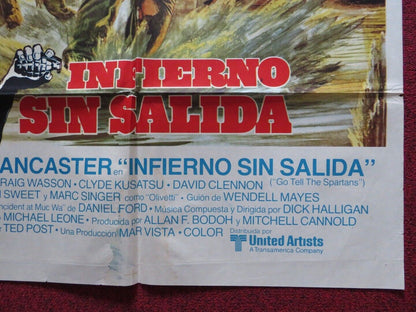 INFIERNO
SIN SALIDA
ANCASTER en "INFIERNO SIN SALIDA"
RAIG WASSON • CLYDE KUSATSU • DAVID CLENNON ("Go Tell The Spartans")
SWEET y MARC SINGER como "Olivetti" • Guión de WENDELL MAYES
ncident at Muc Wa" de DANIEL FORD • Música Compuesta y Dirigida por DICK HALLIGAN
MICHAEL LEONE • Producida por ALLAN F. BODOH y MITCHELL CANNOLD
TED POST • Una Producción MAR VISTA • COLOR
Distribuida por
United Artists
A Transamerica Company